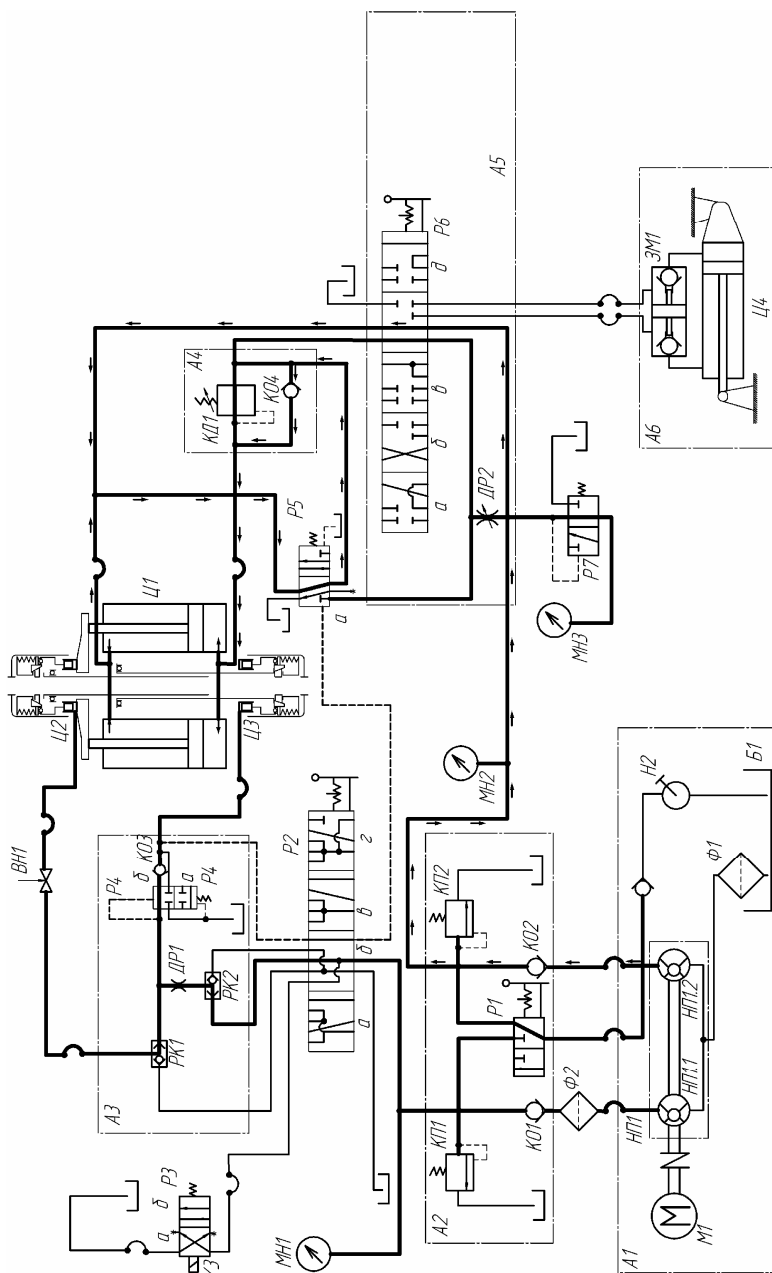 А5
Р6
д
в
б
а
ЗМ1
Ц4
А6
А4
КД1
КО4
ДР2
Р5
а
Р7
МН3
Ц1
Ц2
Ц3
МН2
Н2
Б1
ВН1
КО3
Р4
б
а
Р4
ДР1
РК2
РК1
А3
Р2
г
в
б
а
КП2
КО2
Р1
НП1.2
Ф1
КП1
КО1
Ф2
НП1.1
НП1
А2
М
М1
А1
Р3
а
б
МН1